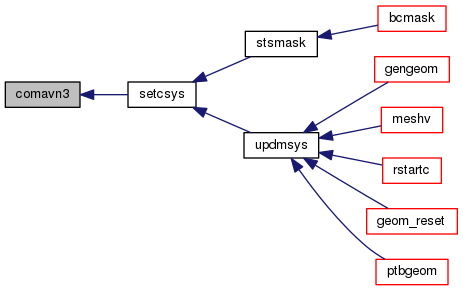 comavn3
setcsys
stsmask
updmsys
bcmask
gengeom
meshv
rstartc
geom_reset
ptbgeom